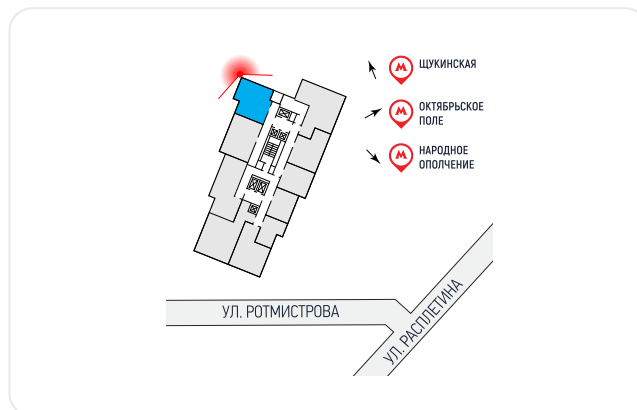 ЩУКИНСКАЯ
ОКТЯБРЬСКОЕ
ПОЛЕ
НАРОДНОЕ
ОПОЛЧЕНИЕ
УЛ. РОТМИСТРОВА
УЛ. РАСПЛЕТИНА